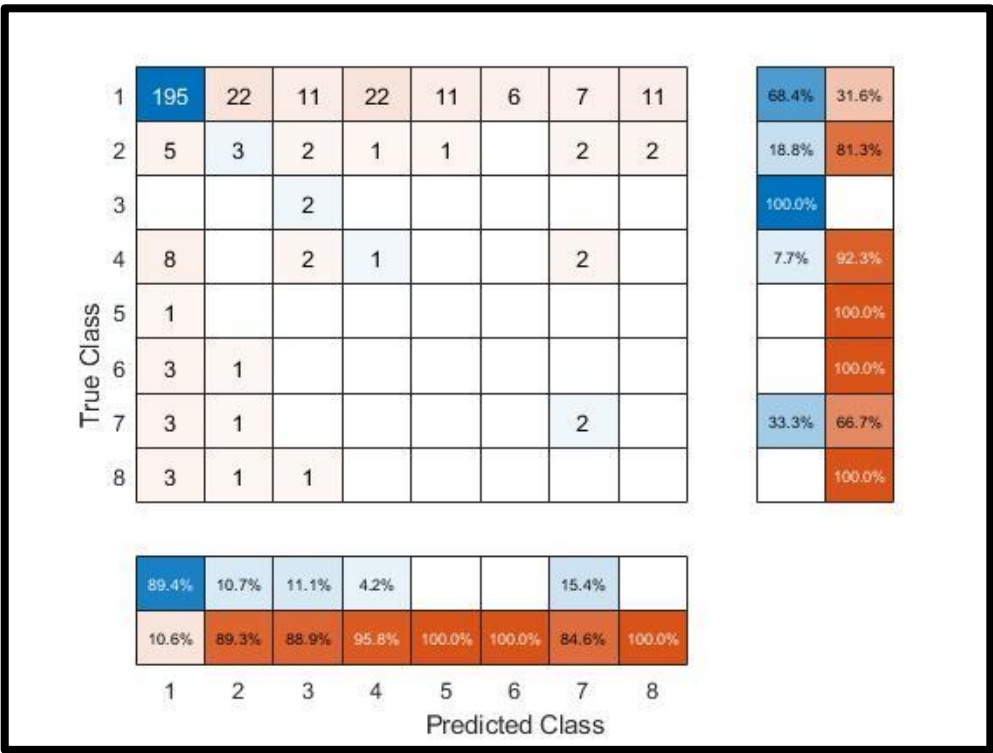 1 195 22 11 22 11 6 7 11 68.4% 31.6%
2 5 3 2 1 1 2 2 18.8% 81.3%
3 2 100.0%
4 8 2 1 2 7.7% 92.3%
5 1 100.0%
6 3 1 100.0%
7 3 1 2 33.3% 66.7%
8 3 1 1 100.0%
True Class
89.4% 10.7% 11.1% 4.2% 15.4%
10.6% 89.3% 88.9% 95.8% 100.0% 100.0% 84.6% 100.0%
1 2 3 4 5 6 7 8
Predicted Class